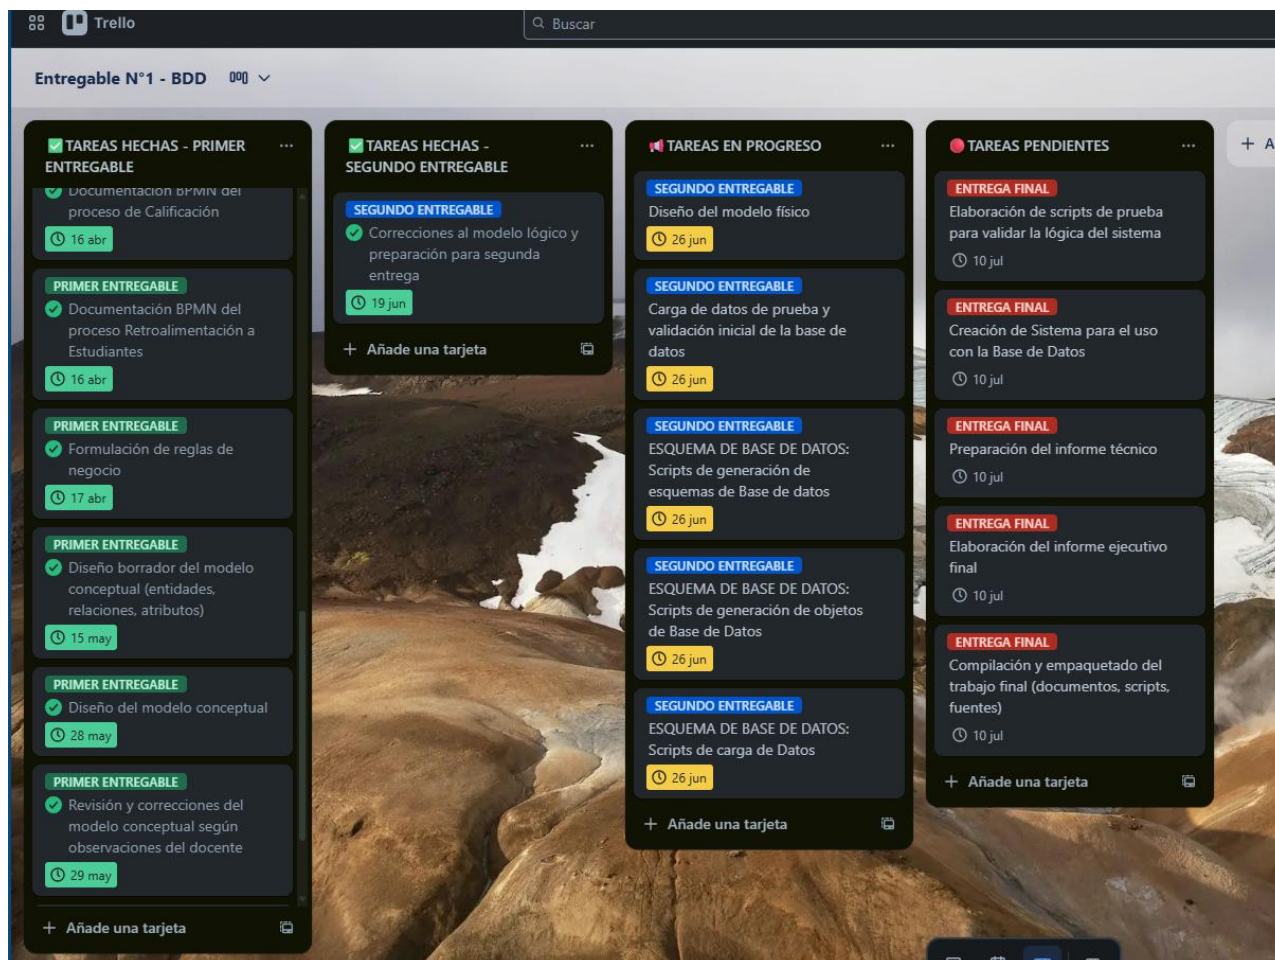 Trello
Buscar
Entregable N°1 - BDD
✅TAREAS HECHAS - PRIMER
ENTREGABLE
Documentación BPMN del
proceso de Calificación
16 abr
PRIMER ENTREGABLE
Documentación BPMN del
proceso Retroalimentación a
Estudiantes
16 abr
PRIMER ENTREGABLE
Formulación de reglas de
negocio
17 abr
PRIMER ENTREGABLE
Diseño borrador del modelo
conceptual (entidades,
relaciones, atributos)
15 may
PRIMER ENTREGABLE
Diseño del modelo conceptual
28 may
PRIMER ENTREGABLE
Revisión y correcciones del
modelo conceptual según
observaciones del docente
29 may
+ Añade una tarjeta
✅TAREAS HECHAS -
SEGUNDO ENTREGABLE
SEGUNDO ENTREGABLE
Correcciones al modelo lógico y
preparación para segunda
entrega
19 jun
+ Añade una tarjeta
📢TAREAS EN PROGRESO
SEGUNDO ENTREGABLE
Diseño del modelo físico
26 jun
SEGUNDO ENTREGABLE
Carga de datos de prueba y
validación inicial de la base de
datos
26 jun
SEGUNDO ENTREGABLE
ESQUEMA DE BASE DE DATOS:
Scripts de generación de
esquemas de Base de datos
26 jun
SEGUNDO ENTREGABLE
ESQUEMA DE BASE DE DATOS:
Scripts de generación de objetos
de Base de Datos
26 jun
SEGUNDO ENTREGABLE
ESQUEMA DE BASE DE DATOS:
Scripts de carga de Datos
26 jun
+ Añade una tarjeta
🔴TAREAS PENDIENTES
ENTREGA FINAL
Elaboración de scripts de prueba
para validar la lógica del sistema
10 jul
ENTREGA FINAL
Creación de Sistema para el uso
con la Base de Datos
10 jul
ENTREGA FINAL
Preparación del informe técnico
10 jul
ENTREGA FINAL
Elaboración del informe ejecutivo
final
10 jul
ENTREGA FINAL
Compilación y empaquetado del
trabajo final (documentos, scripts,
fuentes)
10 jul
+ Añade una tarjeta
+ A